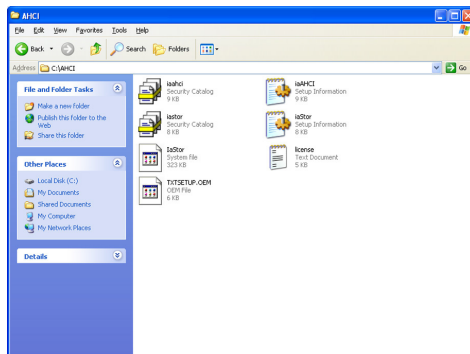 AHCI
File Edit View Favorites Tools Help
Back Search Folders
Address C:\AHCI Go
File and Folder Tasks
Make a new folder
Publish this folder to the
Web
Share this folder
Other Places
Local Disk (C:)
My Documents
Shared Documents
My Computer
My Network Places
Details
iaahci
Security Catalog
9 KB
iaAHCI
Setup Information
9 KB
iastor
Security Catalog
8 KB
iaStor
Setup Information
8 KB
IaStor
System file
323 KB
license
Text Document
5 KB
TXTSETUP.OEM
OEM File
6 KB